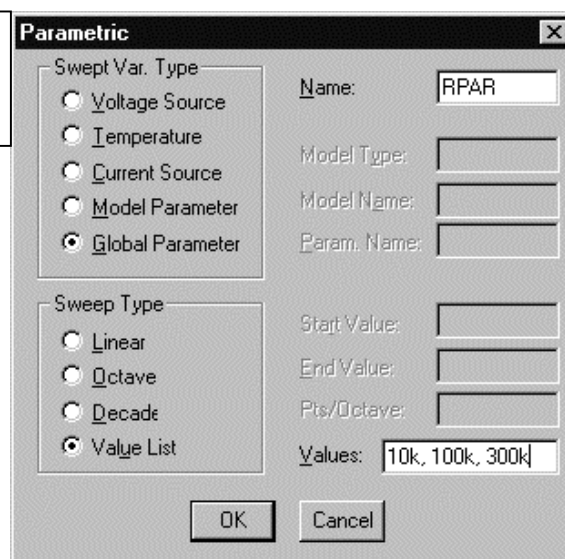 Parametric
Swept Var. Type
Voltage Source
Temperature
Current Source
Model Parameter
Global Parameter
Name: RPAR
Model Type:
Model Name:
Param. Name:
Sweep Type
Linear
Octave
Decade
Value List
Start Value:
End Value:
Pts/Octave:
Values: 10k, 100k, 300k
OK
Cancel